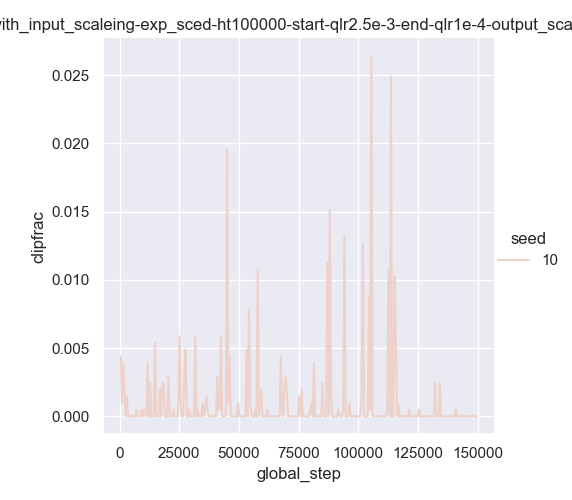 with_input_scaleing-exp_sced-ht100000-start-qlr2.5e-3-end-qlr1e-4-output_sca
0.025
0.020
0.015
0.010
0.005
0.000
dipfrac
0 25000 50000 75000 100000 125000 150000
global_step
seed
10